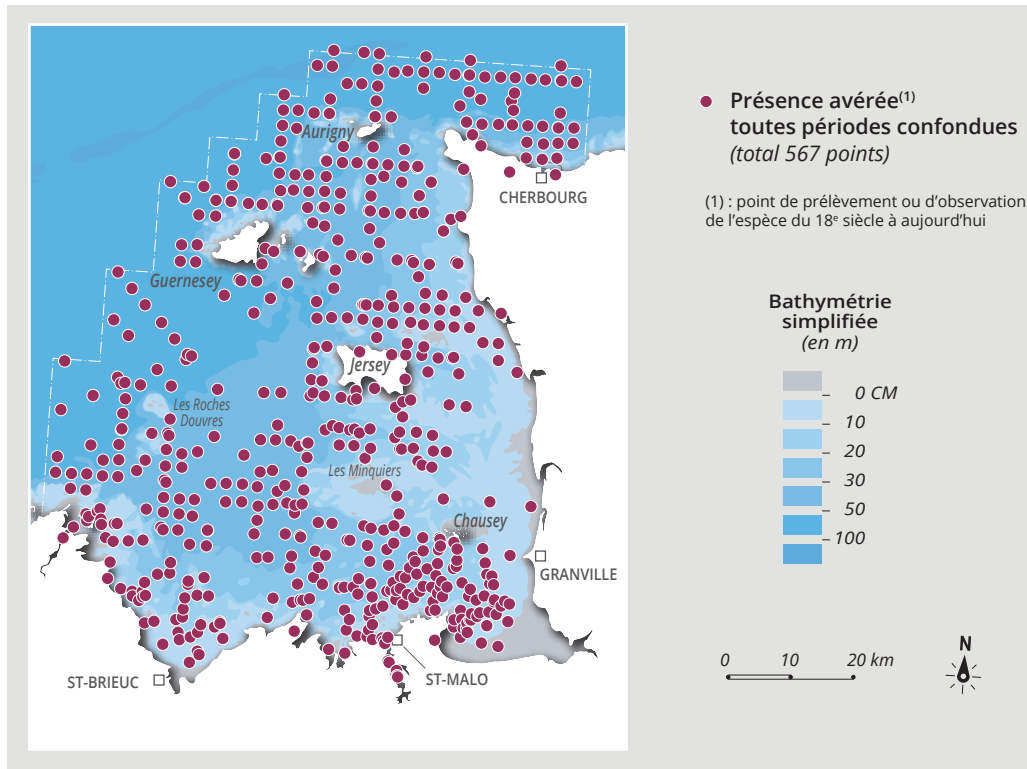 Aurigny
CHERBOURG
Guernesey
Jersey
Les Roches
Douvres
Les Minquiers
Chausey
GRANVILLE
ST-BRIEUC
ST-MALO
Présence avérée(1)
toutes périodes confondues
(total 567 points)
(1) : point de prélèvement ou d'observation
de l'espèce du 18e siècle à aujourd'hui
Bathymétrie
simplifiée
(en m)
0 CM
10
20
30
50
100
0 10 20 km
N